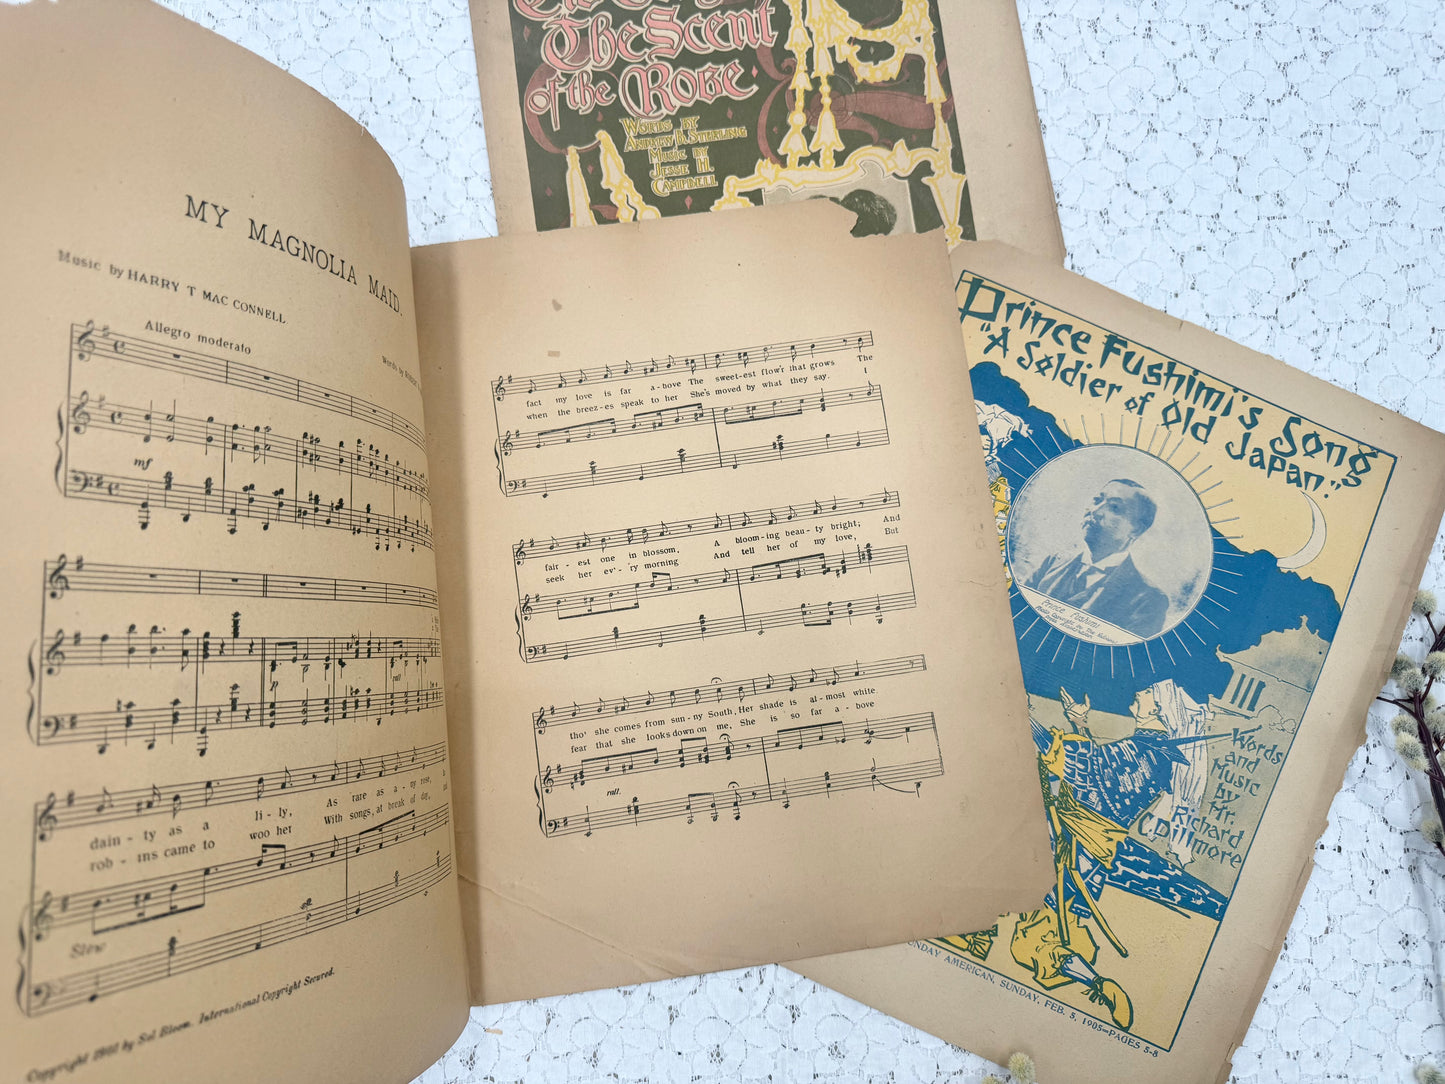 The Scent
of the Rose.
Words by
Andrew B. Sterling
Music by
Jesse H.
Campbell
MY MAGNOLIA MAID.
Music by HARRY T MAC CONNELL
Words by
Allegro moderato
mf
p
rall
dain - ty as a li - ly, As rare as a - ny rose,
rob - ins came to woo her With songs, at break of day,
Slow
Copyright by Sol Bloom. International Copyright Secured.
fact my love is far a - bove The sweet-est flow'r that grows The
when the breez-es speak to her She's moved by what they say. I
fair - est one in blossom, A bloom-ing beau-ty bright; And
seek her ev'-ry morning And tell her of my love, But
tho' she comes from sun-ny South, Her shade is al-most white
fear that she looks down on me, She is so far a-bove
rall.
Prince Fushimi's Song
"A Soldier of Old Japan."
Prince Fushimi
Words
and
Music
by
Mr.
Richard
C. Dillmore
SUNDAY AMERICAN, SUNDAY, FEB. 5, 1905—PAGES 5-8